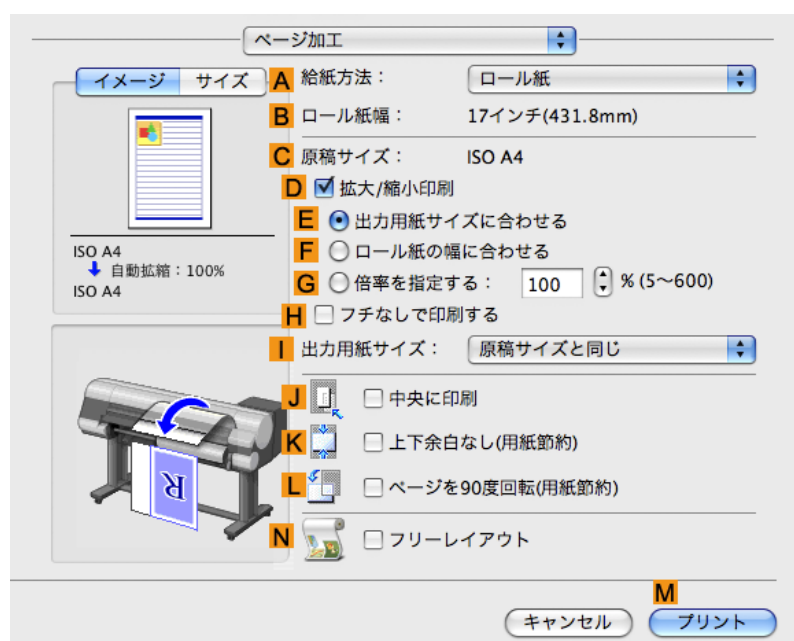 ページ加工
イメージ サイズ
A 給紙方法： ロール紙
B ロール紙幅： 17インチ(431.8mm)
C 原稿サイズ： ISO A4
D 拡大/縮小印刷
E 出力用紙サイズに合わせる
F ロール紙の幅に合わせる
G 倍率を指定する： 100 % (5〜600)
H フチなしで印刷する
I 出力用紙サイズ： 原稿サイズと同じ
ISO A4
自動拡縮：100%
ISO A4
J 中央に印刷
K 上下余白なし(用紙節約)
L ページを90度回転(用紙節約)
N フリーレイアウト
R
M
キャンセル プリント